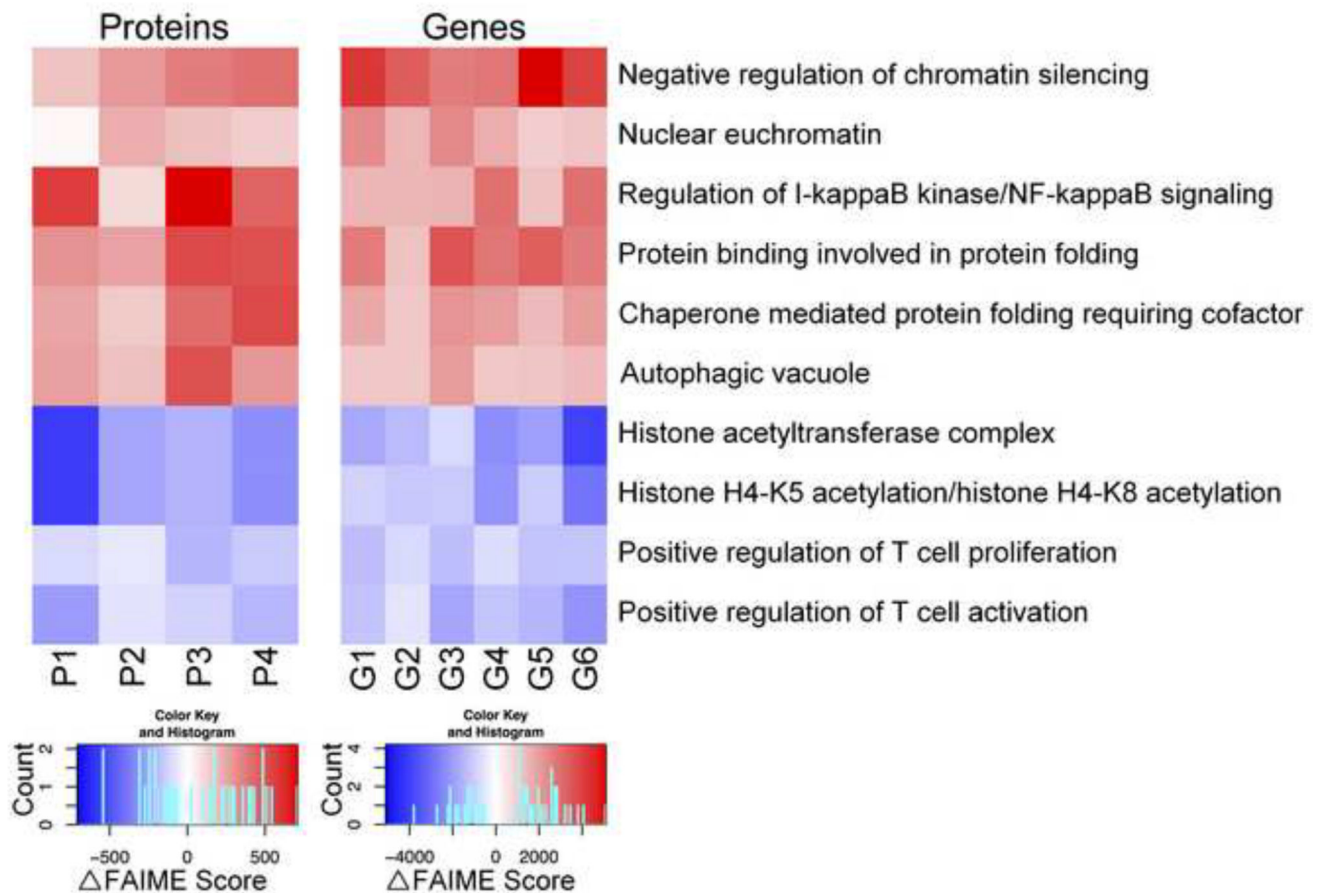 Proteins Genes
Negative regulation of chromatin silencing
Nuclear euchromatin
Regulation of I-kappaB kinase/NF-kappaB signaling
Protein binding involved in protein folding
Chaperone mediated protein folding requiring cofactor
Autophagic vacuole
Histone acetyltransferase complex
Histone H4-K5 acetylation/histone H4-K8 acetylation
Positive regulation of T cell proliferation
Positive regulation of T cell activation
P1 P2 P3 P4 G1 G2 G3 G4 G5 G6
Color Key
and Histogram
Count
0 1 2
−500 0 500
△FAIME Score
Color Key
and Histogram
Count
0 2 4
−4000 0 2000
△FAIME Score